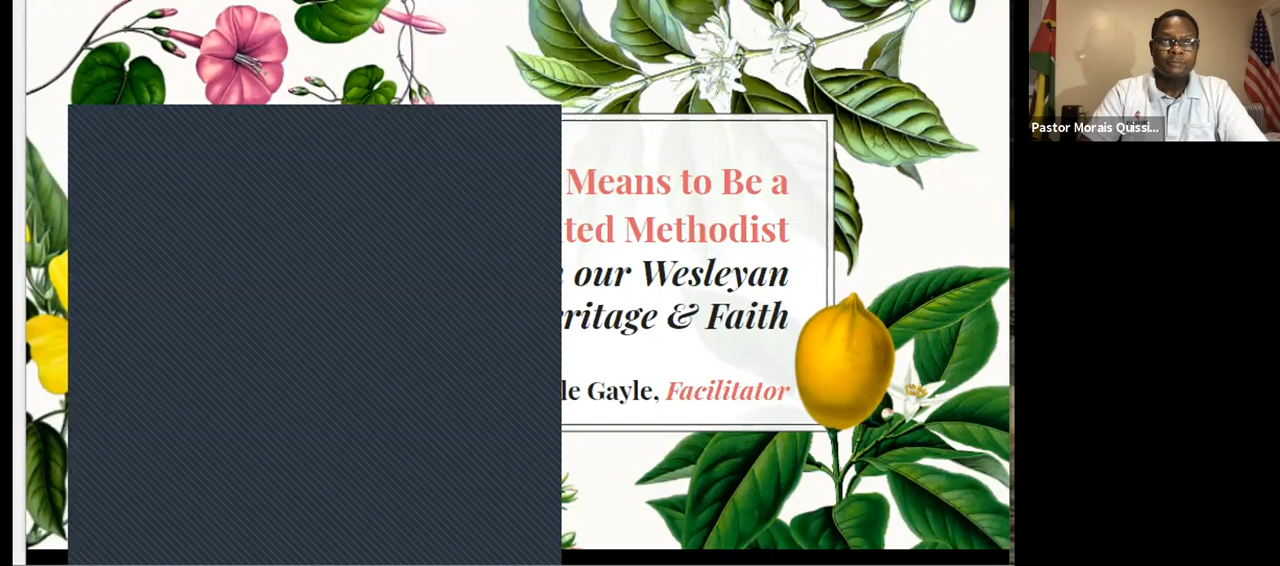 Means to Be a
ted Methodist
our Wesleyan
ritage & Faith
le Gayle, Facilitator
Pastor Morais Quissi...